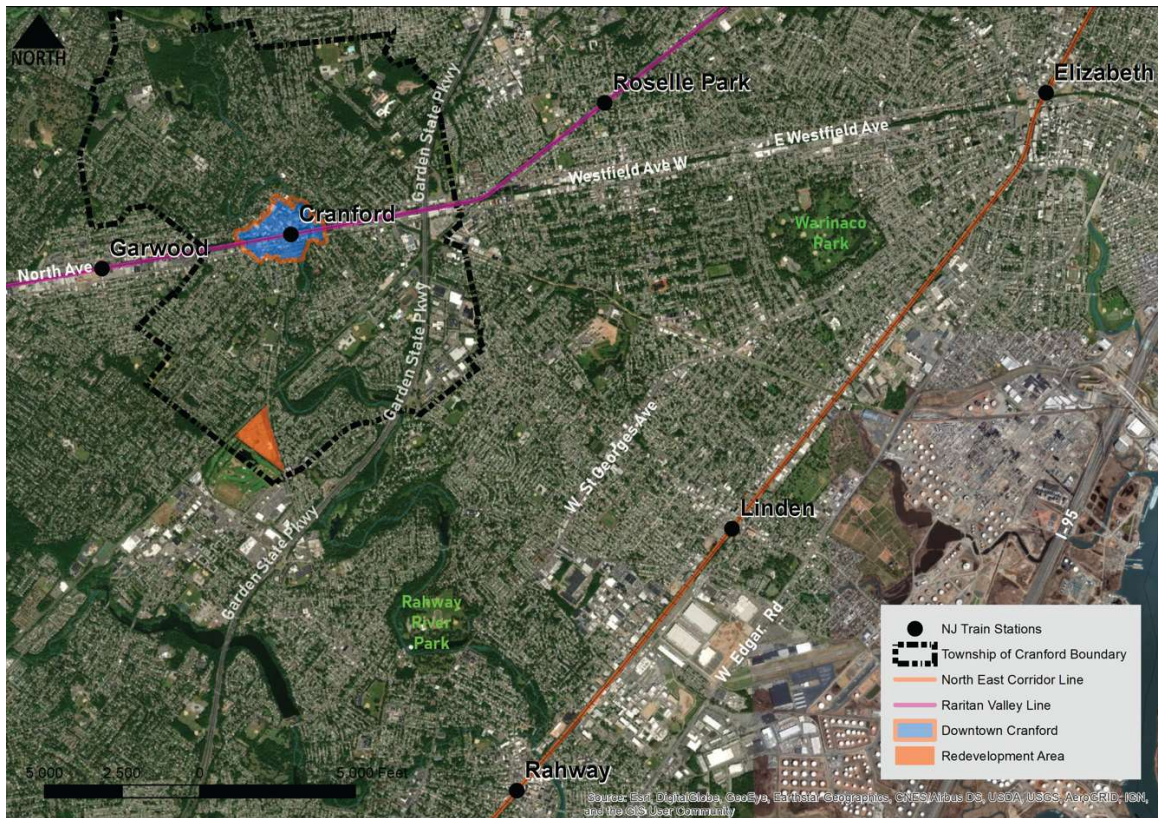 NORTH
Garden State Pkwy
Roselle Park
Elizabeth
E Westfield Ave
Westfield Ave W
Cranford
Warinaco
Park
Garwood
North Ave
Garden State Pkwy
W. St Georges Ave
Linden
I-95
Garden State Pkwy
Rahway
River
Park
W. Edgar Rd
NJ Train Stations
Township of Cranford Boundary
North East Corridor Line
Raritan Valley Line
Downtown Cranford
Redevelopment Area
5,000 2,500 0 5,000 Feet
Rahway
Source: Esri, DigitalGlobe, GeoEye, Earthstar Geographics, CNES/Airbus DS, USDA, USGS, AeroGRID, IGN,
and the GIS User Community